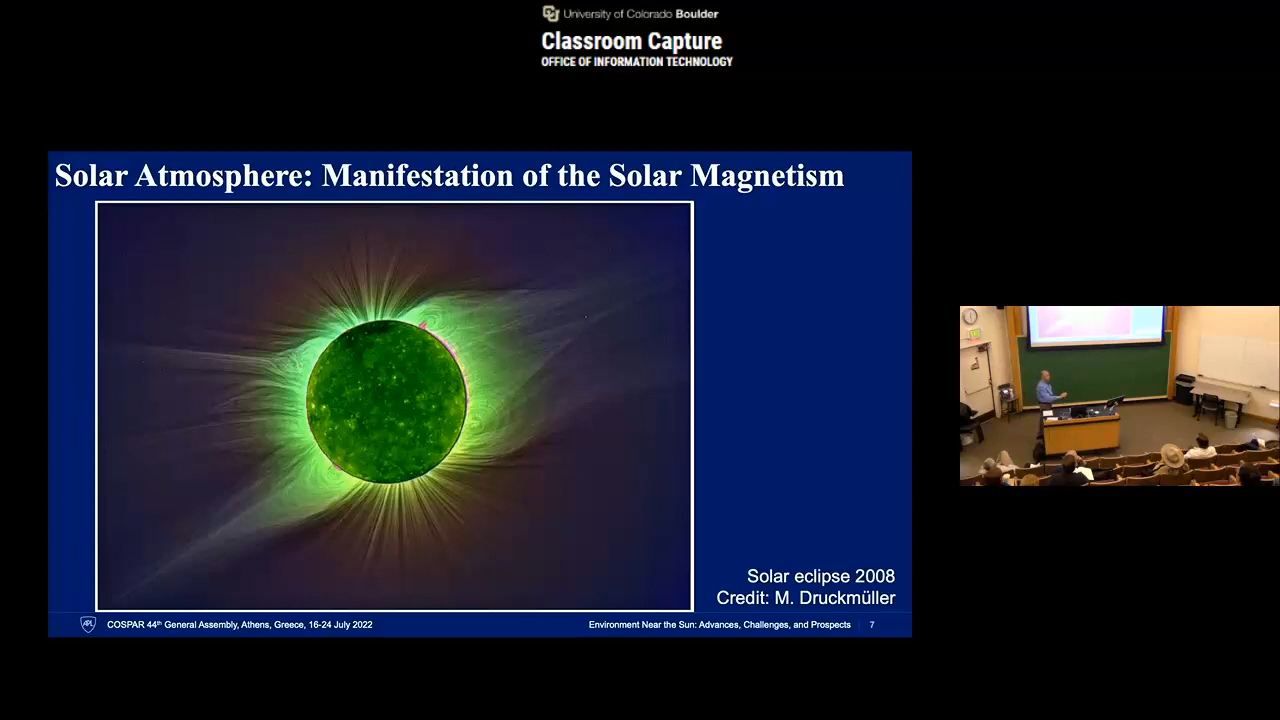 University of Colorado Boulder
Classroom Capture
OFFICE OF INFORMATION TECHNOLOGY
Solar Atmosphere: Manifestation of the Solar Magnetism
Solar eclipse 2008
Credit: M. Druckmüller
APL
COSPAR 44th General Assembly, Athens, Greece, 16-24 July 2022
Environment Near the Sun: Advances, Challenges, and Prospects
7